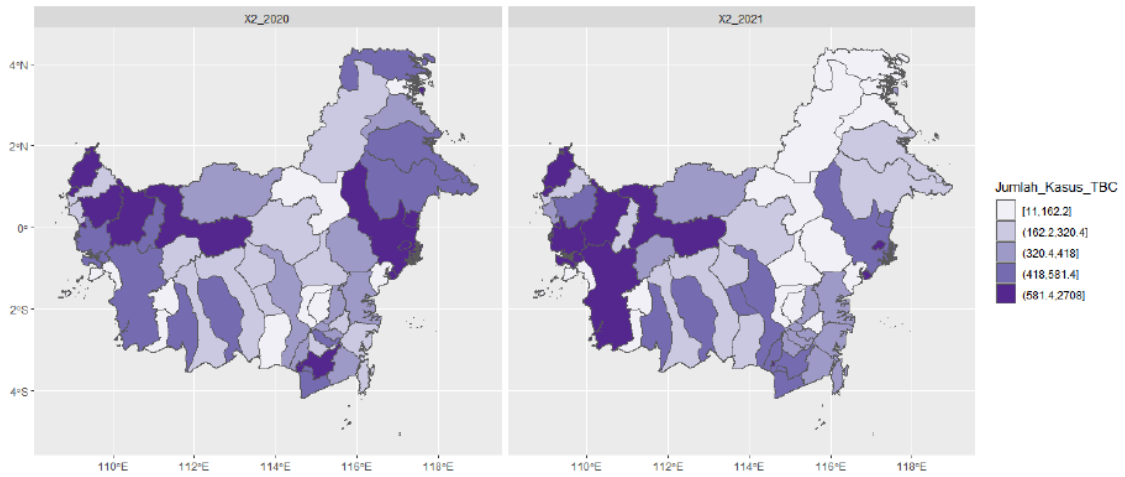 X2_2020 X2_2021
4°N
2°N
0°
2°S
4°S
110°E 112°E 114°E 116°E 118°E 110°E 112°E 114°E 116°E 118°E
Jumlah_Kasus_TBC
[11,162.2]
(162.2,320.4]
(320.4,418]
(418,581.4]
(581.4,2708]